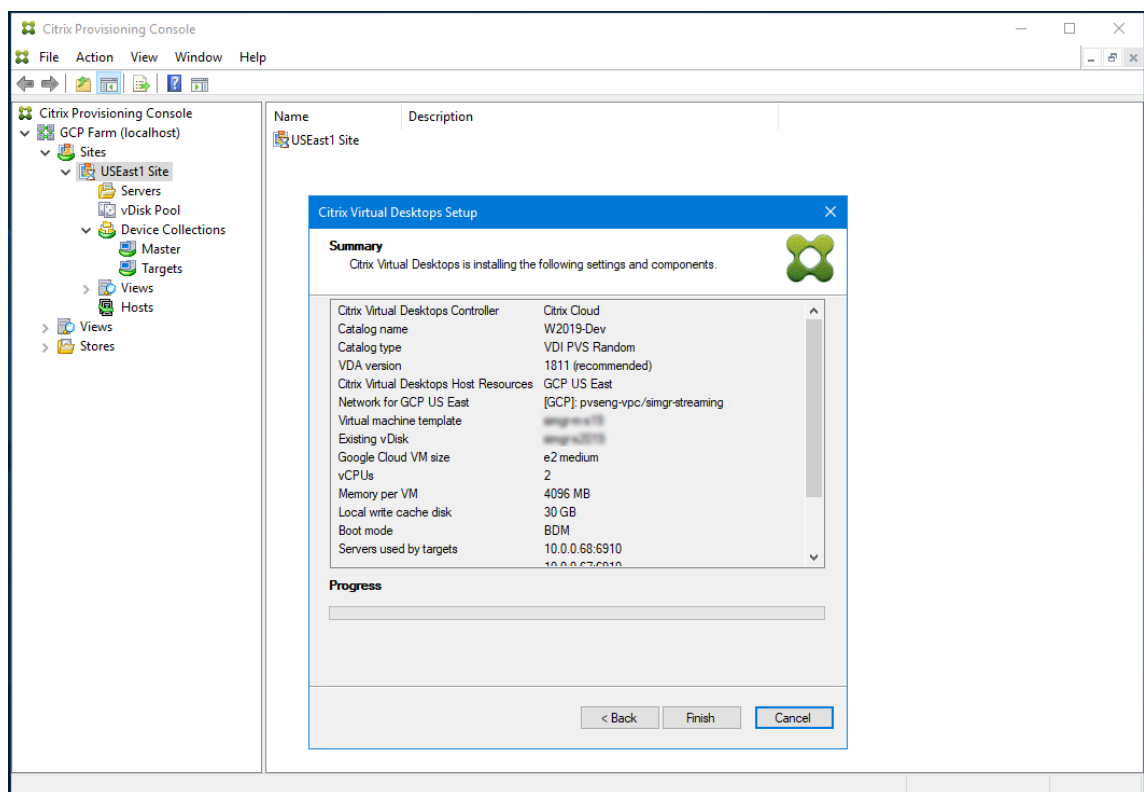 Citrix Provisioning Console
File Action View Window Help
Citrix Provisioning Console
GCP Farm (localhost)
Sites
USEast1 Site
Servers
vDisk Pool
Device Collections
Master
Targets
Views
Hosts
Views
Stores
Name Description
USEast1 Site
Citrix Virtual Desktops Setup
Summary
Citrix Virtual Desktops is installing the following settings and components.
Citrix Virtual Desktops Controller Citrix Cloud
Catalog name W2019-Dev
Catalog type VDI PVS Random
VDA version 1811 (recommended)
Citrix Virtual Desktops Host Resources GCP US East
Network for GCP US East [GCP]: pvseng-vpc/simgr-streaming
Virtual machine template
Existing vDisk
Google Cloud VM size e2 medium
vCPUs 2
Memory per VM 4096 MB
Local write cache disk 30 GB
Boot mode BDM
Servers used by targets 10.0.0.68:6910
10.0.0.67:6910
Progress
< Back Finish Cancel